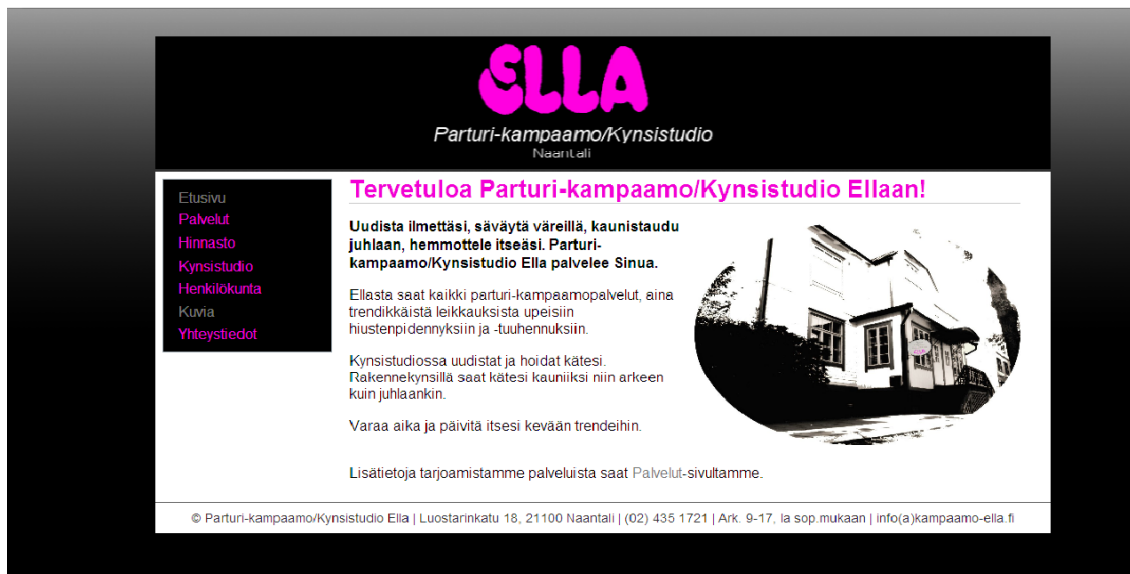 ELLA
Parturi-kampaamo/Kynsistudio
Naantali
Etusivu
Palvelut
Hinnasto
Kynsistudio
Henkilökunta
Kuvia
Yhteystiedot
Tervetuloa Parturi-kampaamo/Kynsistudio Ellaan!
Uudista ilmettäsi, säväytä väreillä, kaunistaudu
juhlaan, hemmottele itseäsi. Parturi-
kampaamo/Kynsistudio Ella palvelee Sinua.
Ellasta saat kaikki parturi-kampaamopalvelut, aina
trendikkäistä leikkauksista upeisiin
hiustenpidennyksiin ja -tuuhennuksiin.
Kynsistudiossa uudistat ja hoidat kätesi.
Rakennekynsillä saat kätesi kauniiksi niin arkeen
kuin juhlaankin.
Varaa aika ja päivitä itsesi kevään trendeihin.
Lisätietoja tarjoamistamme palveluista saat Palvelut-sivultamme.
© Parturi-kampaamo/Kynsistudio Ella | Luostarinkatu 18, 21100 Naantali | (02) 435 1721 | Ark. 9-17, la sop.mukaan | info(a)kampaamo-ella.fi